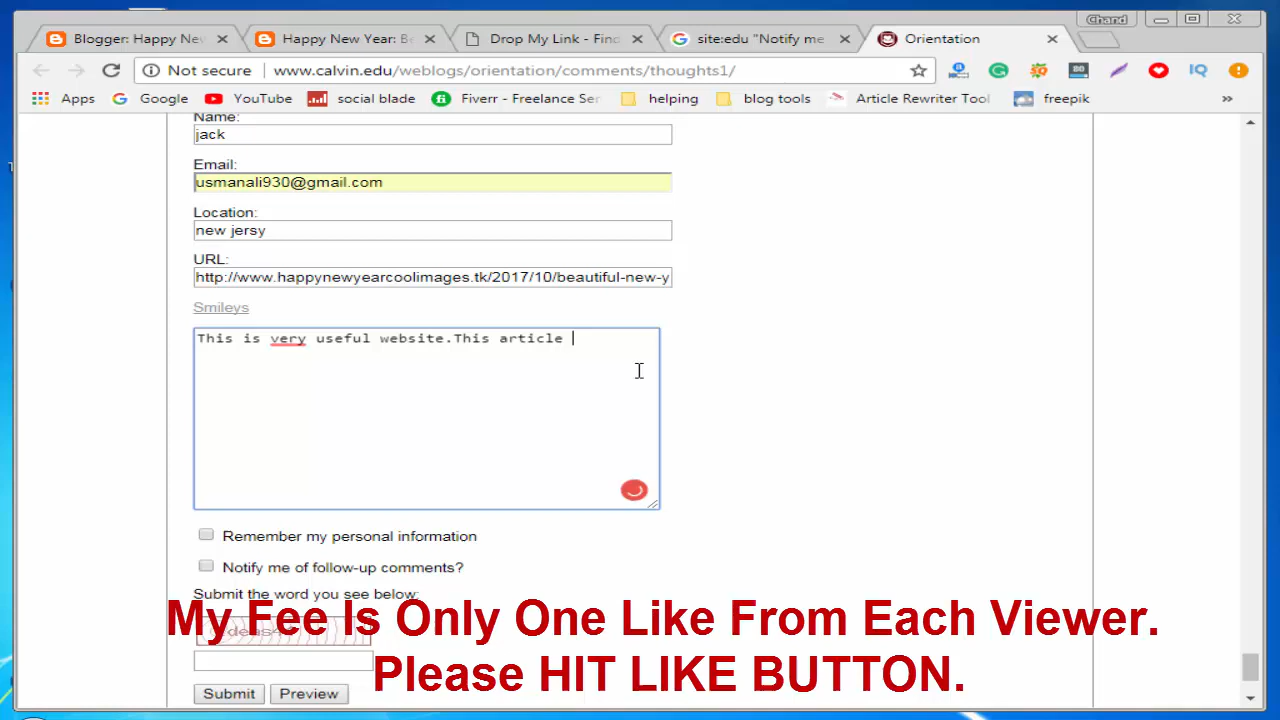 Chand
Blogger: Happy Ne
Happy New Year: Be
Drop My Link - Find
site:edu "Notify me
Orientation
Not secure
www.calvin.edu/weblogs/orientation/comments/thoughts1/
80
IQ
Apps
Google
YouTube
social blade
Fiverr - Freelance Ser
helping
blog tools
Article Rewriter Tool
freepik
»
Name:
jack
Email:
usmanali930@gmail.com
Location:
new jersy
URL:
http://www.happynewyearcoolimages.tk/2017/10/beautiful-new-y
Smileys
This is very useful website.This article
Remember my personal information
Notify me of follow-up comments?
Submit the word you see below:
My Fee Is Only One Like From Each Viewer.
Please HIT LIKE BUTTON.
Submit
Preview